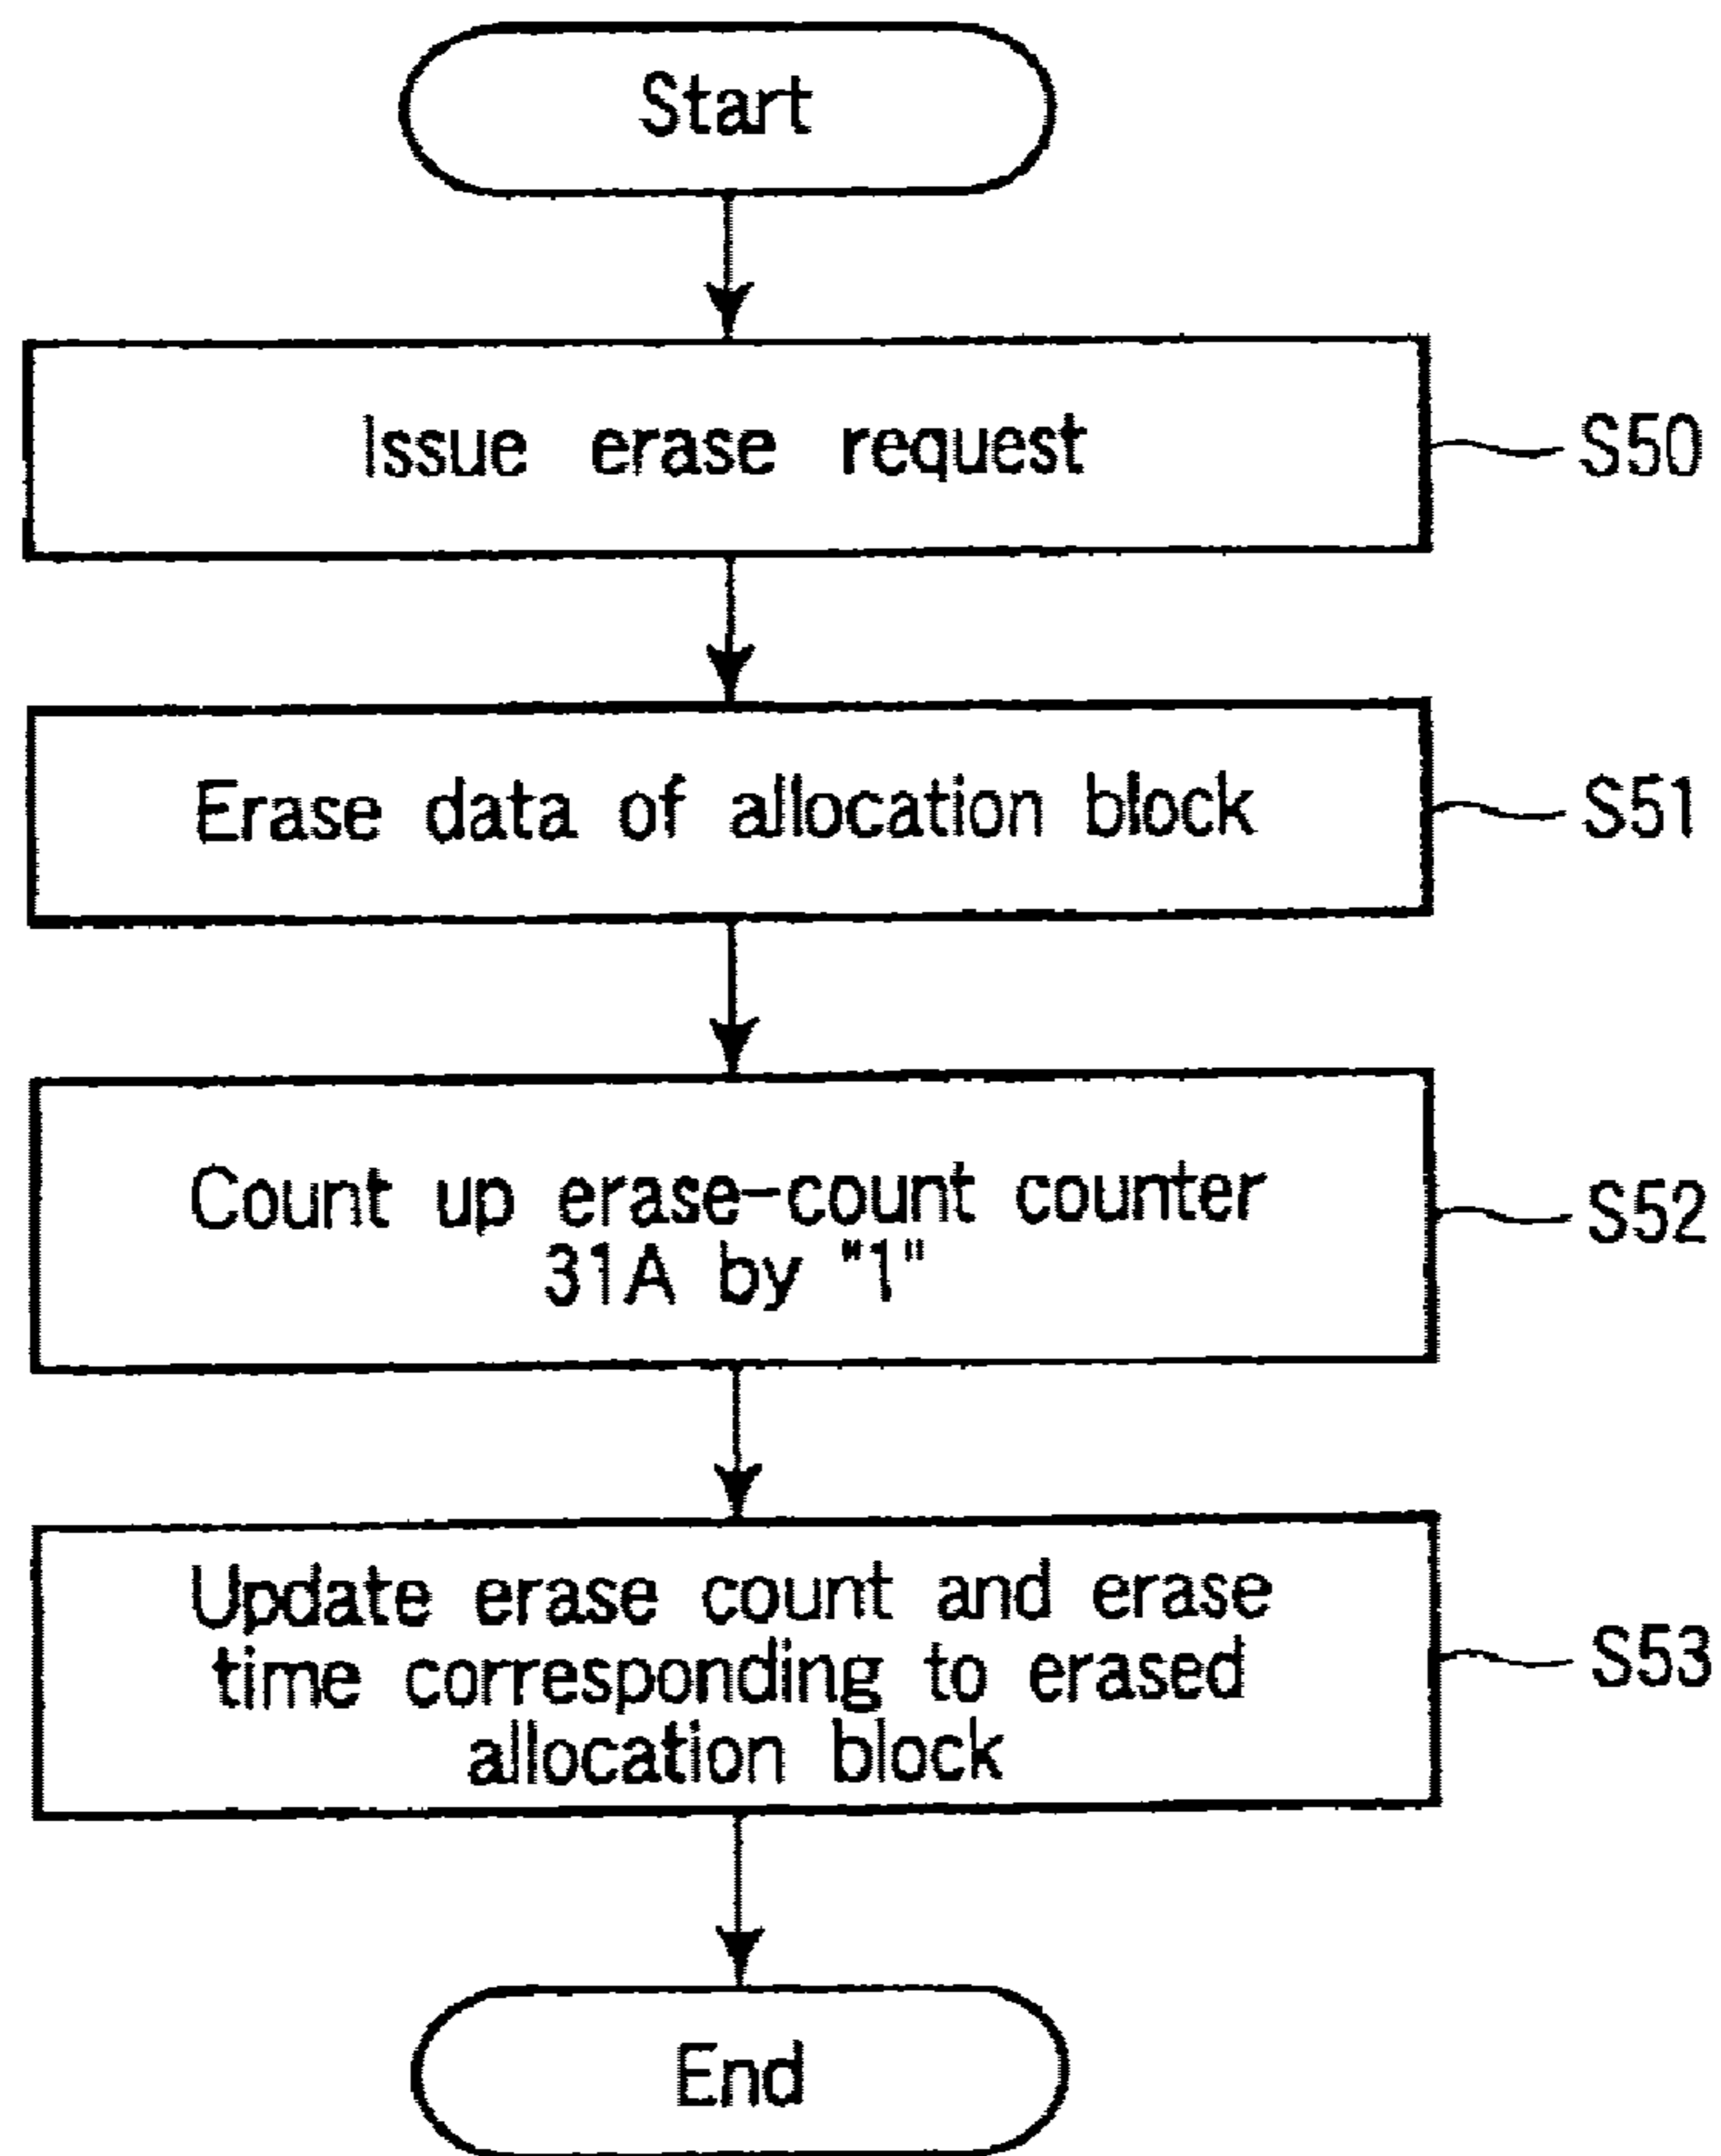 Start
Issue erase request
S50
Erase data of allocation block
S51
Count up erase-count counter
31A by "1"
S52
Update erase count and erase
time corresponding to erased
allocation block
S53
End